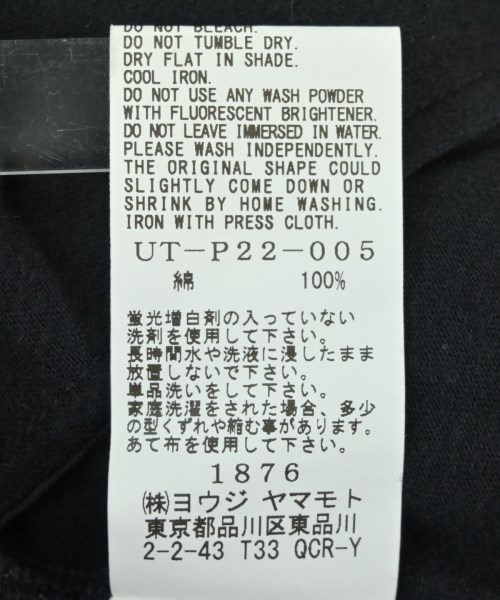 DO NOT BLEACH.
DO NOT TUMBLE DRY.
DRY FLAT IN SHADE.
COOL IRON.
DO NOT USE ANY WASH POWDER
WITH FLUORESCENT BRIGHTENER.
DO NOT LEAVE IMMERSED IN WATER.
PLEASE WASH INDEPENDENTLY.
THE ORIGINAL SHAPE COULD
SLIGHTLY COME DOWN OR
SHRINK BY HOME WASHING.
IRON WITH PRESS CLOTH.
UT-P22-005
綿 100%
蛍光増白剤の入っていない
洗剤を使用して下さい。
長時間水や洗液に浸したまま
放置しないで下さい。
単品洗いをして下さい。
家庭洗濯をされた場合、多少
の型くずれや縮む事があります。
あて布を使用して下さい。
1876
㈱ヨウジ ヤマモト
東京都品川区東品川
2-2-43 T33 QCR-Y